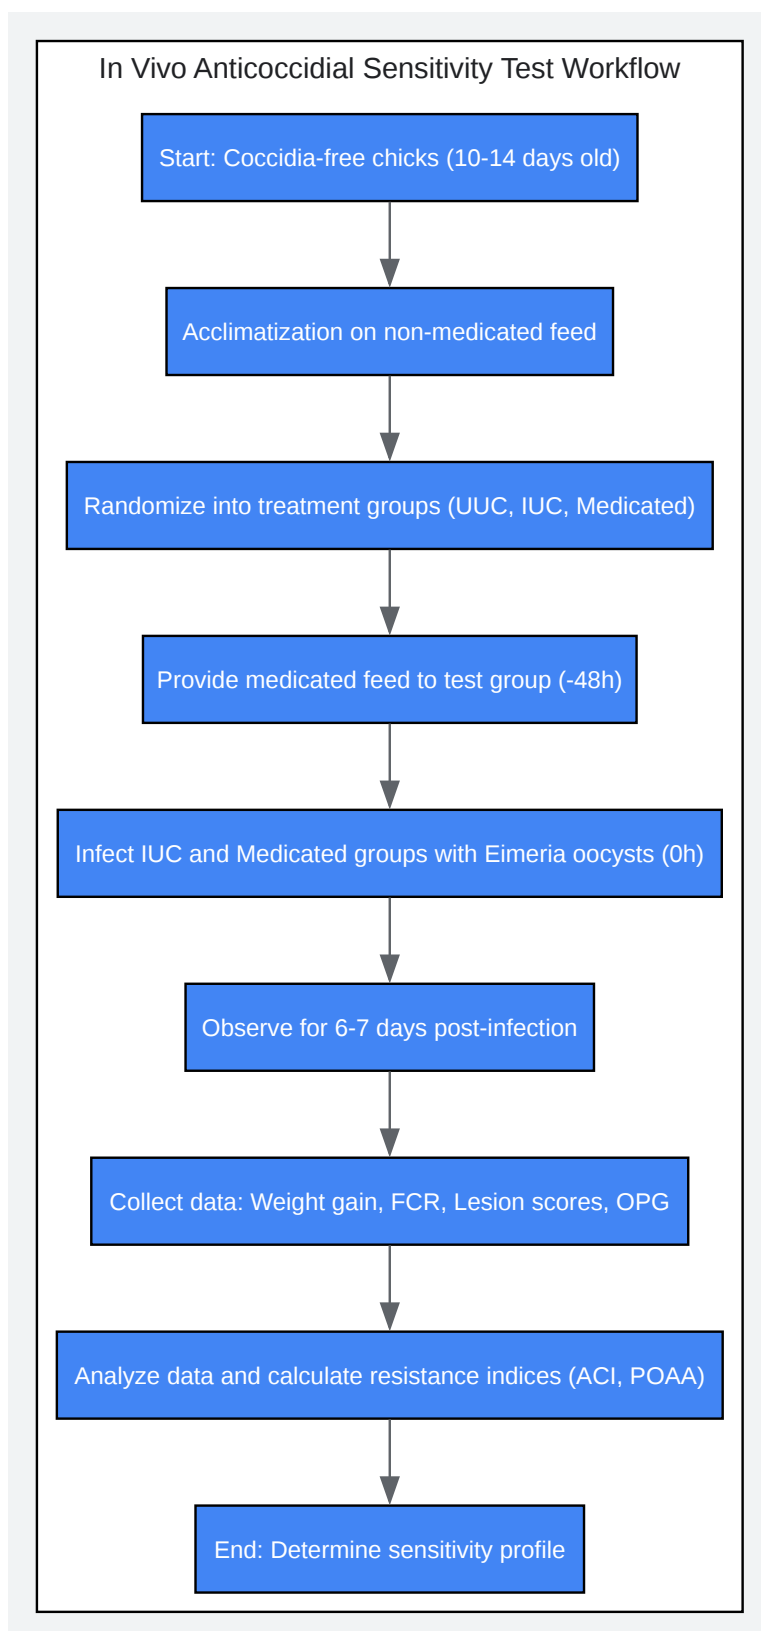 In Vivo Anticoccidial Sensitivity Test Workflow
Start: Coccidia-free chicks (10-14 days old)
Acclimatization on non-medicated feed
Randomize into treatment groups (UUC, IUC, Medicated)
Provide medicated feed to test group (-48h)
Infect IUC and Medicated groups with Eimeria oocysts (0h)
Observe for 6-7 days post-infection
Collect data: Weight gain, FCR, Lesion scores, OPG
Analyze data and calculate resistance indices (ACI, POAA)
End: Determine sensitivity profile